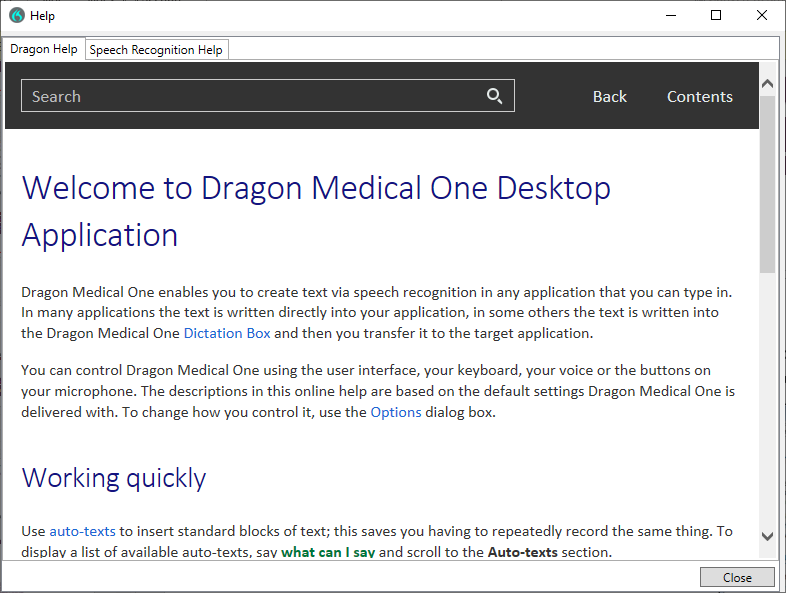 Help
Dragon Help
Speech Recognition Help
Search
Back
Contents
Welcome to Dragon Medical One Desktop
Application
Dragon Medical One enables you to create text via speech recognition in any application that you can type in.
In many applications the text is written directly into your application, in some others the text is written into
the Dragon Medical One Dictation Box and then you transfer it to the target application.
You can control Dragon Medical One using the user interface, your keyboard, your voice or the buttons on
your microphone. The descriptions in this online help are based on the default settings Dragon Medical One is
delivered with. To change how you control it, use the Options dialog box.
Working quickly
Use auto-texts to insert standard blocks of text; this saves you having to repeatedly record the same thing. To
display a list of available auto-texts, say what can I say and scroll to the Auto-texts section.
Close